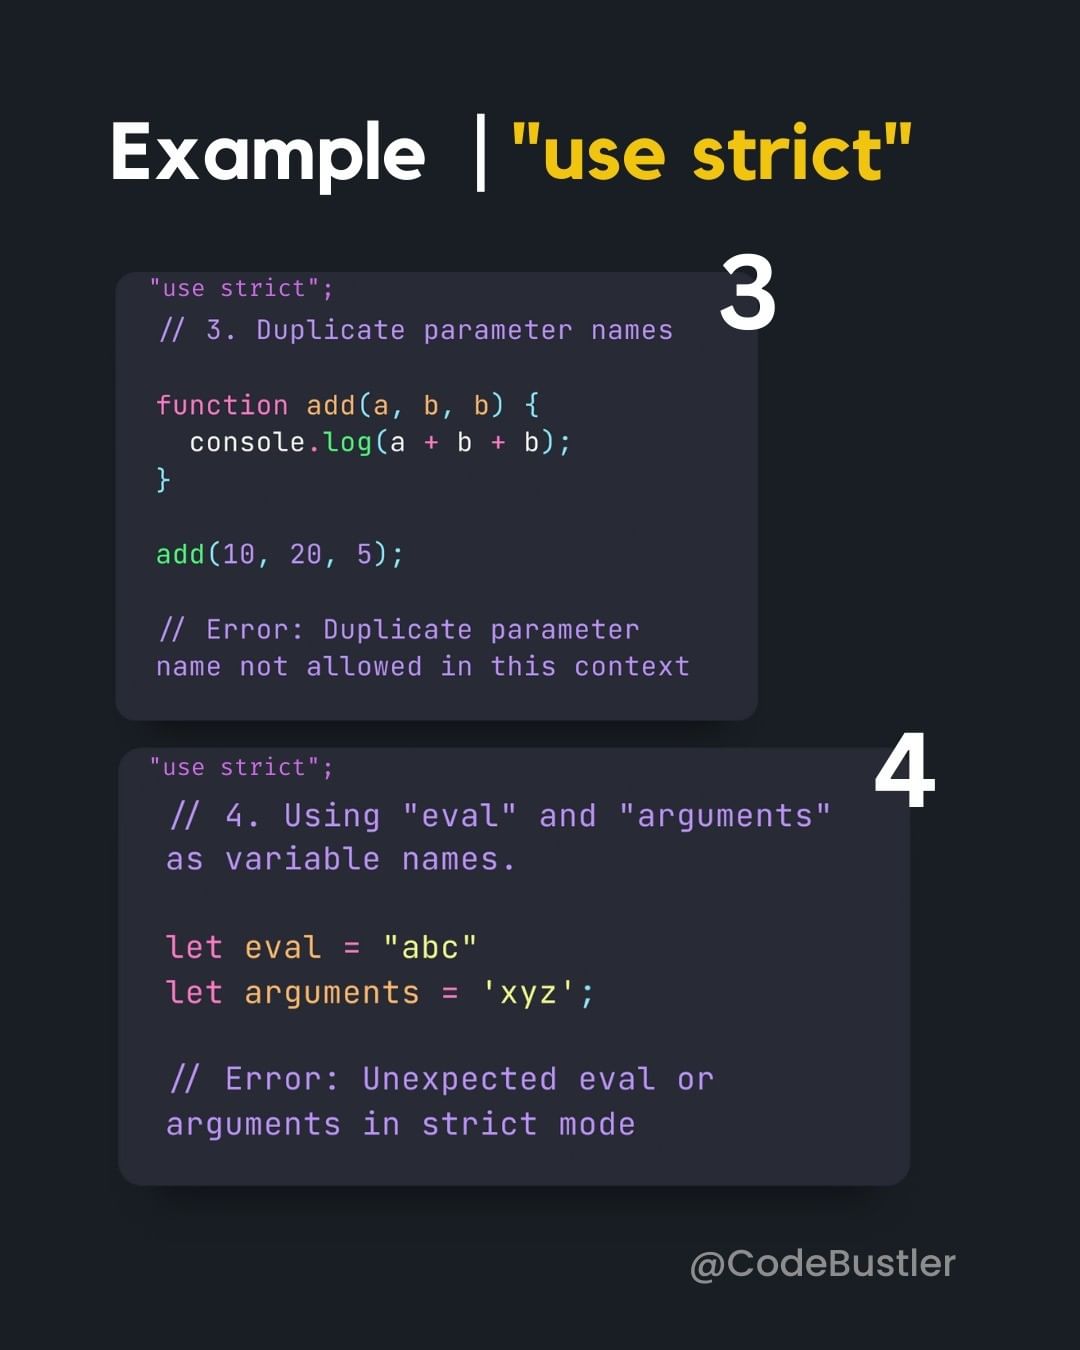 Example | "use strict"
3
"use strict";
// 3. Duplicate parameter names
function add(a, b, b) {
  console.log(a + b + b);
}
add(10, 20, 5);
// Error: Duplicate parameter
name not allowed in this context
4
"use strict";
// 4. Using "eval" and "arguments"
as variable names.
let eval = "abc"
let arguments = 'xyz';
// Error: Unexpected eval or
arguments in strict mode
@CodeBustler